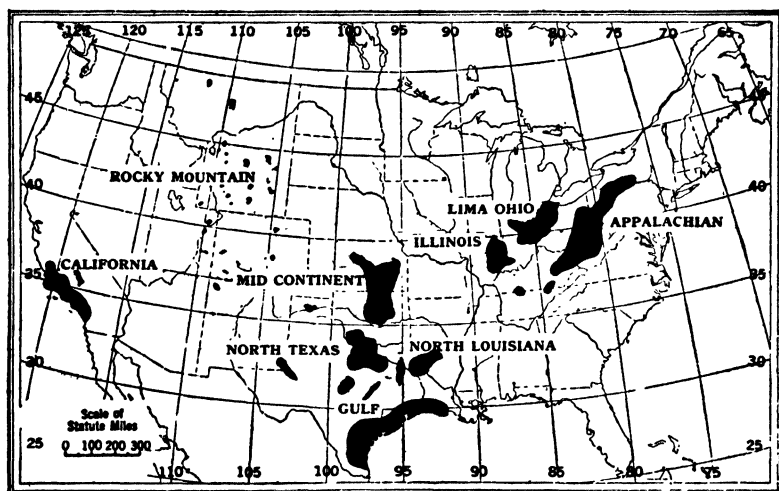 125 120 115 110 105 100 95 90 85 80 75 70 65
45 45
ROCKY MOUNTAIN
40 LIMA OHIO 40
APPALACHIAN
ILLINOIS
CALIFORNIA
35 MID CONTINENT 35
NORTH TEXAS NORTH LOUISIANA
30 30
GULF
Scale of
Statute Miles
0 100 200 300
25 25
110 105 100 95 90 85 80 75